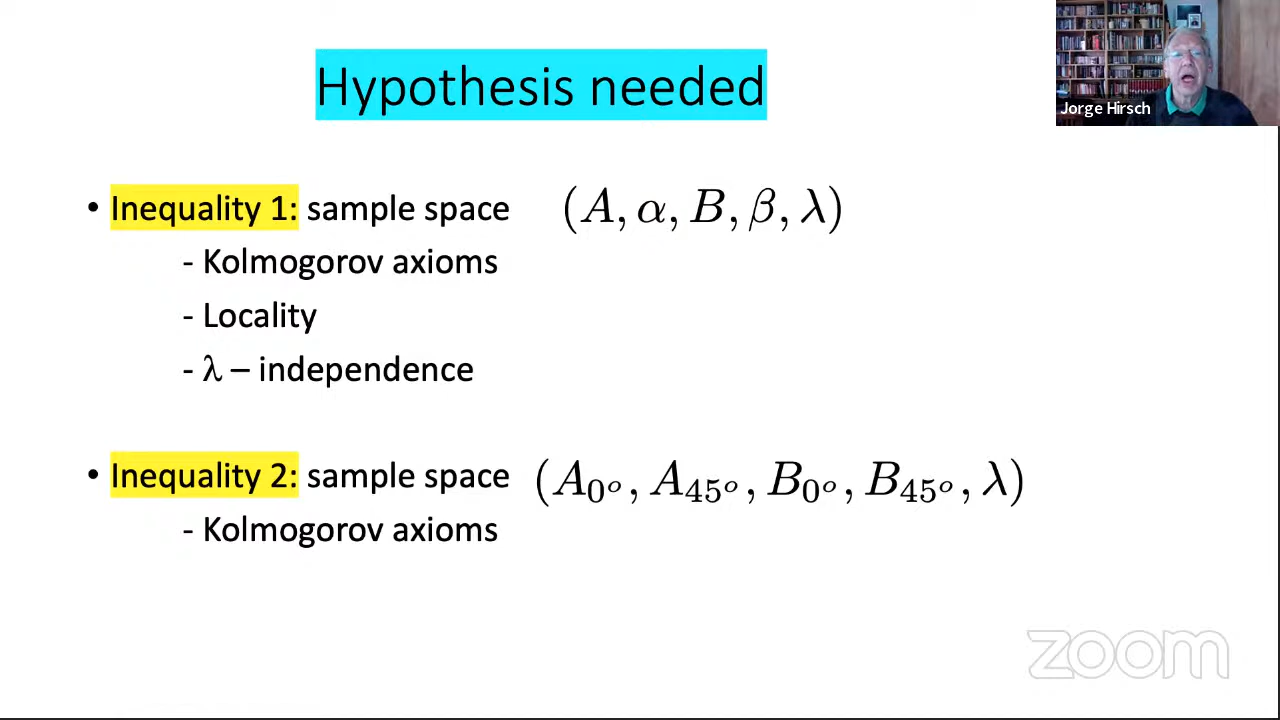 Hypothesis needed
Jorge Hirsch
• Inequality 1: sample space (A, α, B, β, λ)
- Kolmogorov axioms
- Locality
- λ – independence
• Inequality 2: sample space (A₀ₒ, A₄₅ₒ, B₀ₒ, B₄₅ₒ, λ)
- Kolmogorov axioms
zoom